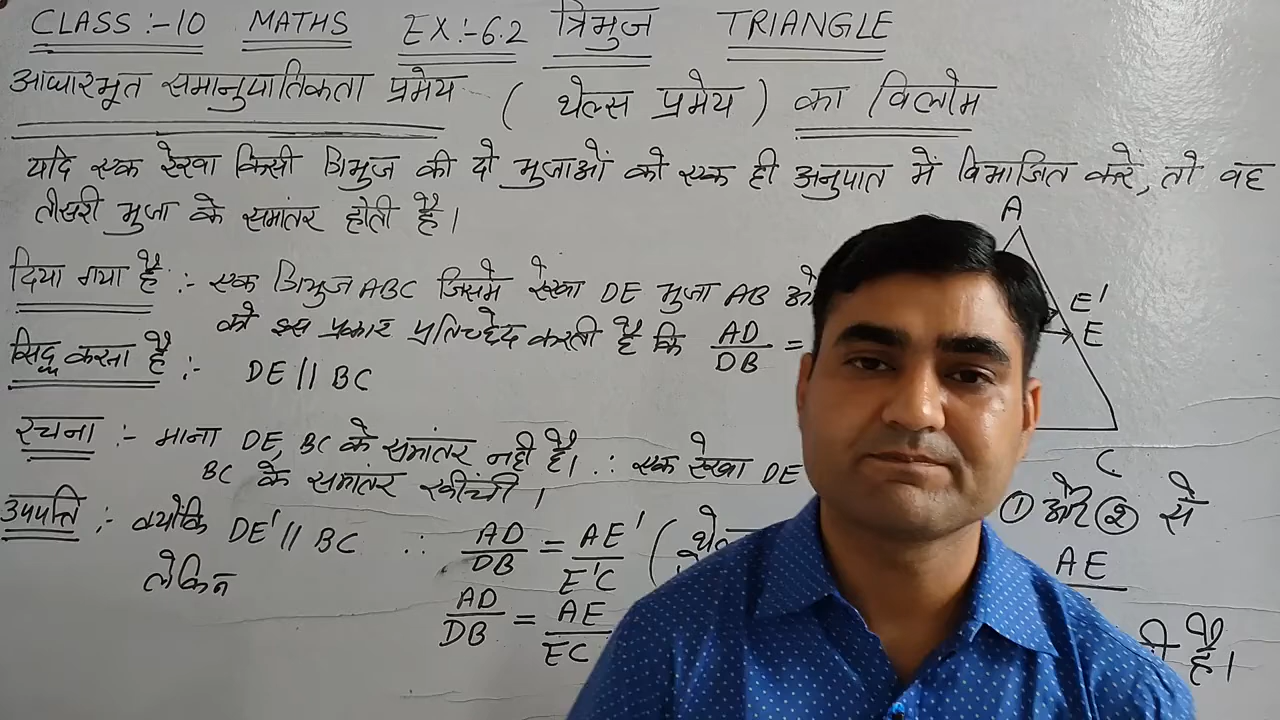 CLASS :- 10 MATHS EX :- 6.2 त्रिभुज TRIANGLE
आधारभूत समानुपातिकता प्रमेय ( थेल्स प्रमेय ) का विलोम
यदि एक रेखा किसी त्रिभुज की दो भुजाओं को एक ही अनुपात में विभाजित करें, तो वह
तीसरी भुजा के समांतर होती है।
दिया गया है :- एक त्रिभुज ABC जिसमें रेखा DE भुजा AB और
को इस प्रकार प्रतिच्छेद करती है कि AD/DB =
सिद्ध करना है :- DE // BC
A
E'
E
C
रचना :- माना DE, BC के समांतर नहीं है। ∴ एक रेखा DE
BC के समांतर खींची ।
उपपत्ति :- क्योंकि DE' // BC ∴ AD/DB = AE'/E'C (
लेकिन AD/DB = AE/EC
① और ② से
AE
है।